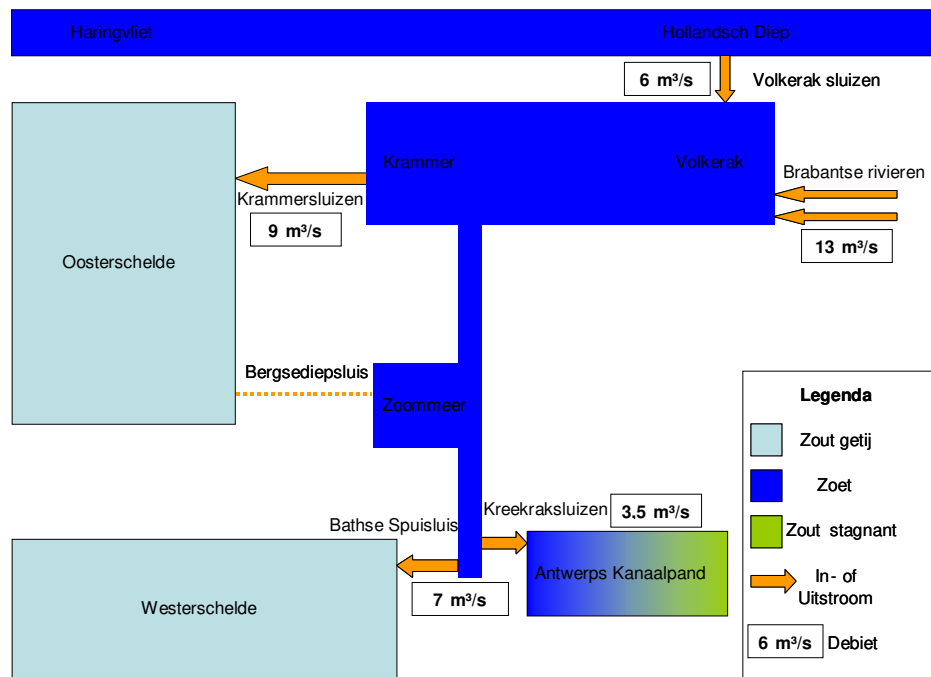 Haringvliet
Hollandsch Diep
6 m³/s
Volkerak sluizen
Krammer
Volkerak
Brabantse rivieren
13 m³/s
Krammersluizen
9 m³/s
Oosterschelde
Bergsediepsluis
Zoommeer
Kreekraksluizen
3,5 m³/s
Bathse Spuisluis
7 m³/s
Antwerps Kanaalpand
Westerschelde
Legenda
Zout getij
Zoet
Zout stagnant
In- of
Uitstroom
6 m³/s
Debiet